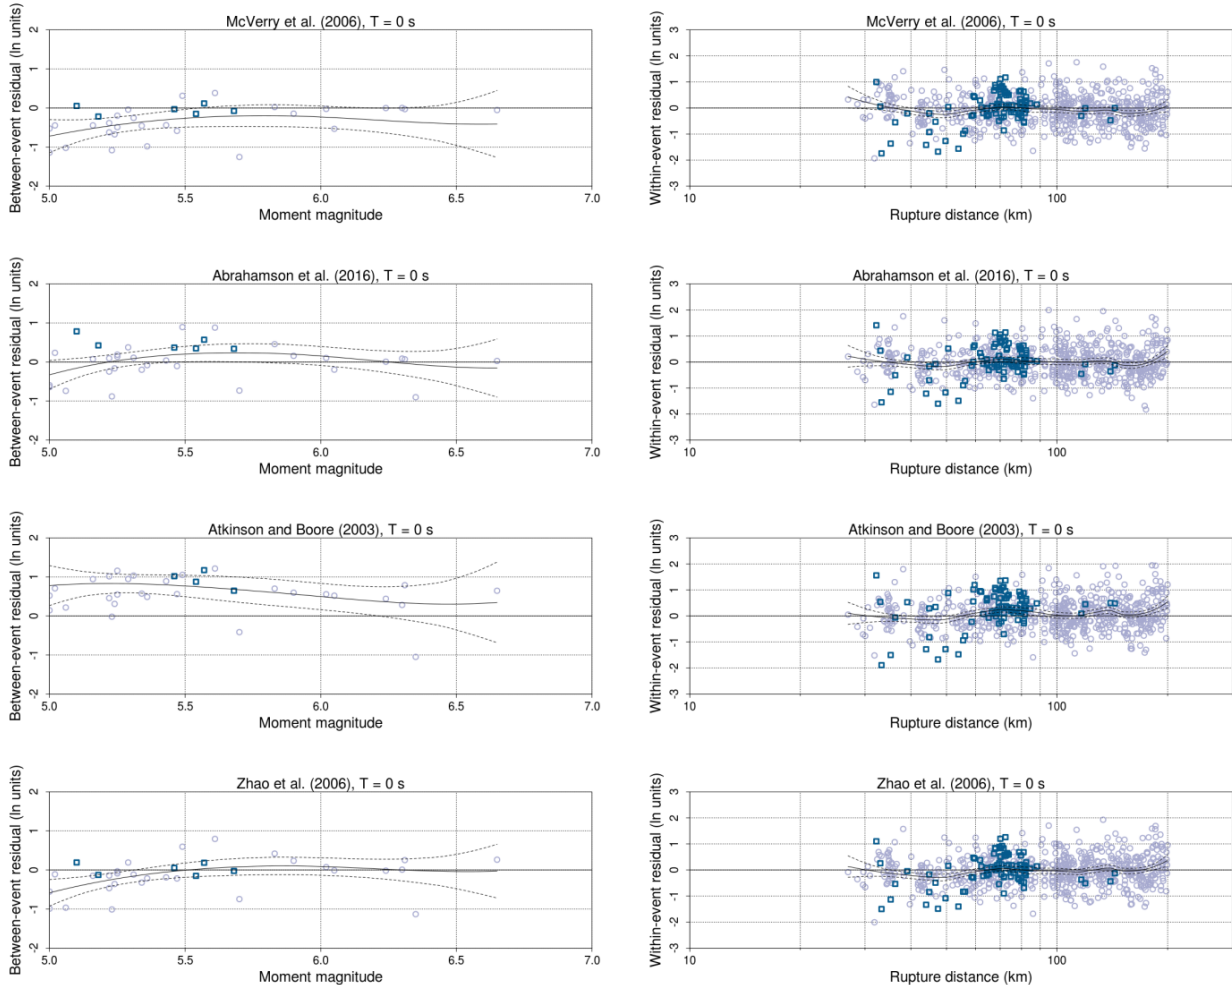 McVerry et al. (2006), T = 0 s
Between-event residual (ln units)
2
1
0
-1
-2
5.0 5.5 6.0 6.5 7.0
Moment magnitude
McVerry et al. (2006), T = 0 s
Within-event residual (ln units)
3
2
1
0
-1
-2
-3
10 100
Rupture distance (km)
Abrahamson et al. (2016), T = 0 s
Between-event residual (ln units)
2
1
0
-1
-2
5.0 5.5 6.0 6.5 7.0
Moment magnitude
Abrahamson et al. (2016), T = 0 s
Within-event residual (ln units)
3
2
1
0
-1
-2
-3
10 100
Rupture distance (km)
Atkinson and Boore (2003), T = 0 s
Between-event residual (ln units)
2
1
0
-1
-2
5.0 5.5 6.0 6.5 7.0
Moment magnitude
Atkinson and Boore (2003), T = 0 s
Within-event residual (ln units)
3
2
1
0
-1
-2
-3
10 100
Rupture distance (km)
Zhao et al. (2006), T = 0 s
Between-event residual (ln units)
2
1
0
-1
-2
5.0 5.5 6.0 6.5 7.0
Moment magnitude
Zhao et al. (2006), T = 0 s
Within-event residual (ln units)
3
2
1
0
-1
-2
-3
10 100
Rupture distance (km)